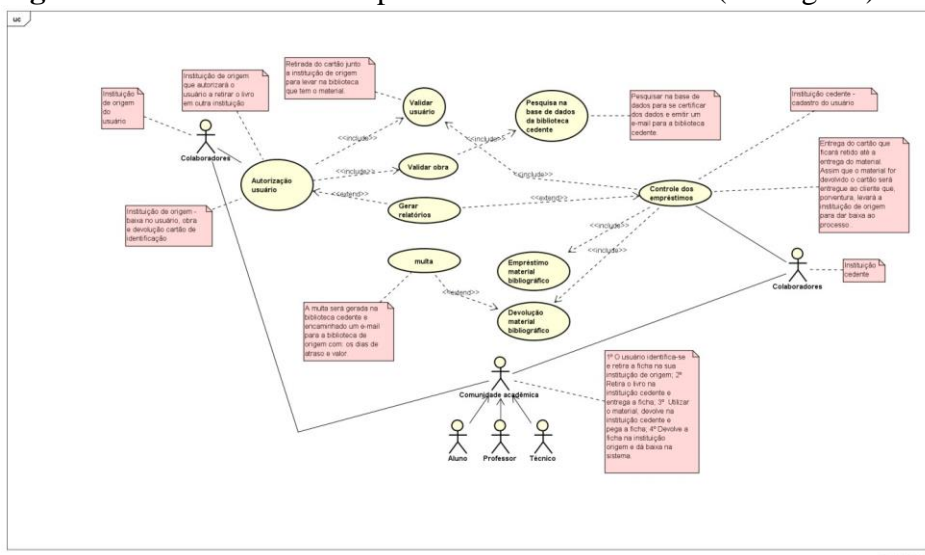 uc
Instituição
de origem
do
usuário
Instituição de origem
que autorizará o
usuário a retirar o livro
em outra instituição
Retirada do cartão junto
a instituição de origem
para levar na biblioteca
que tem o material.
Validar
usuário
Pesquisa na
base de dados
da biblioteca
cedente
Pesquisar na base de
dados para se certificar
dos dados e emitir um
e-mail para a biblioteca
cedente.
Instituição cedente -
cadastro do usuário
Entrega do cartão que
ficará retido até a
entrega do material.
Assim que o material for
devolvido o cartão será
entregue ao cliente que,
porventura, levará a
instituição de origem
para dar baixa ao
processo.
Colaboradores
<<include>>
Autorização
usuário
<<include>>
Validar obra
<<include>>
Controle dos
empréstimos
<<extend>>
Gerar
relatórios
<<extend>>
Instituição de origem -
baixa no usuário, obra
e devolução cartão de
identificação
<<include>>
<<include>>
multa
<<extend>>
Empréstimo
material
bibliográfico
Colaboradores
Instituição
cedente
A multa será gerada na
biblioteca cedente e
encaminhado um e-mail
para a biblioteca de
origem com: os dias de
atraso e valor.
Devolução
material
bibliográfico
Comunidade acadêmica
1º O usuário identifica-se
e retira a ficha na sua
instituição de origem; 2º
Retira o livro na
instituição cedente e
entrega a ficha; 3º Utilizar
o material, devolve na
instituição cedente e
pega a ficha; 4º Devolve a
ficha na instituição
origem e dá baixa na
sistema.
Aluno
Professor
Técnico